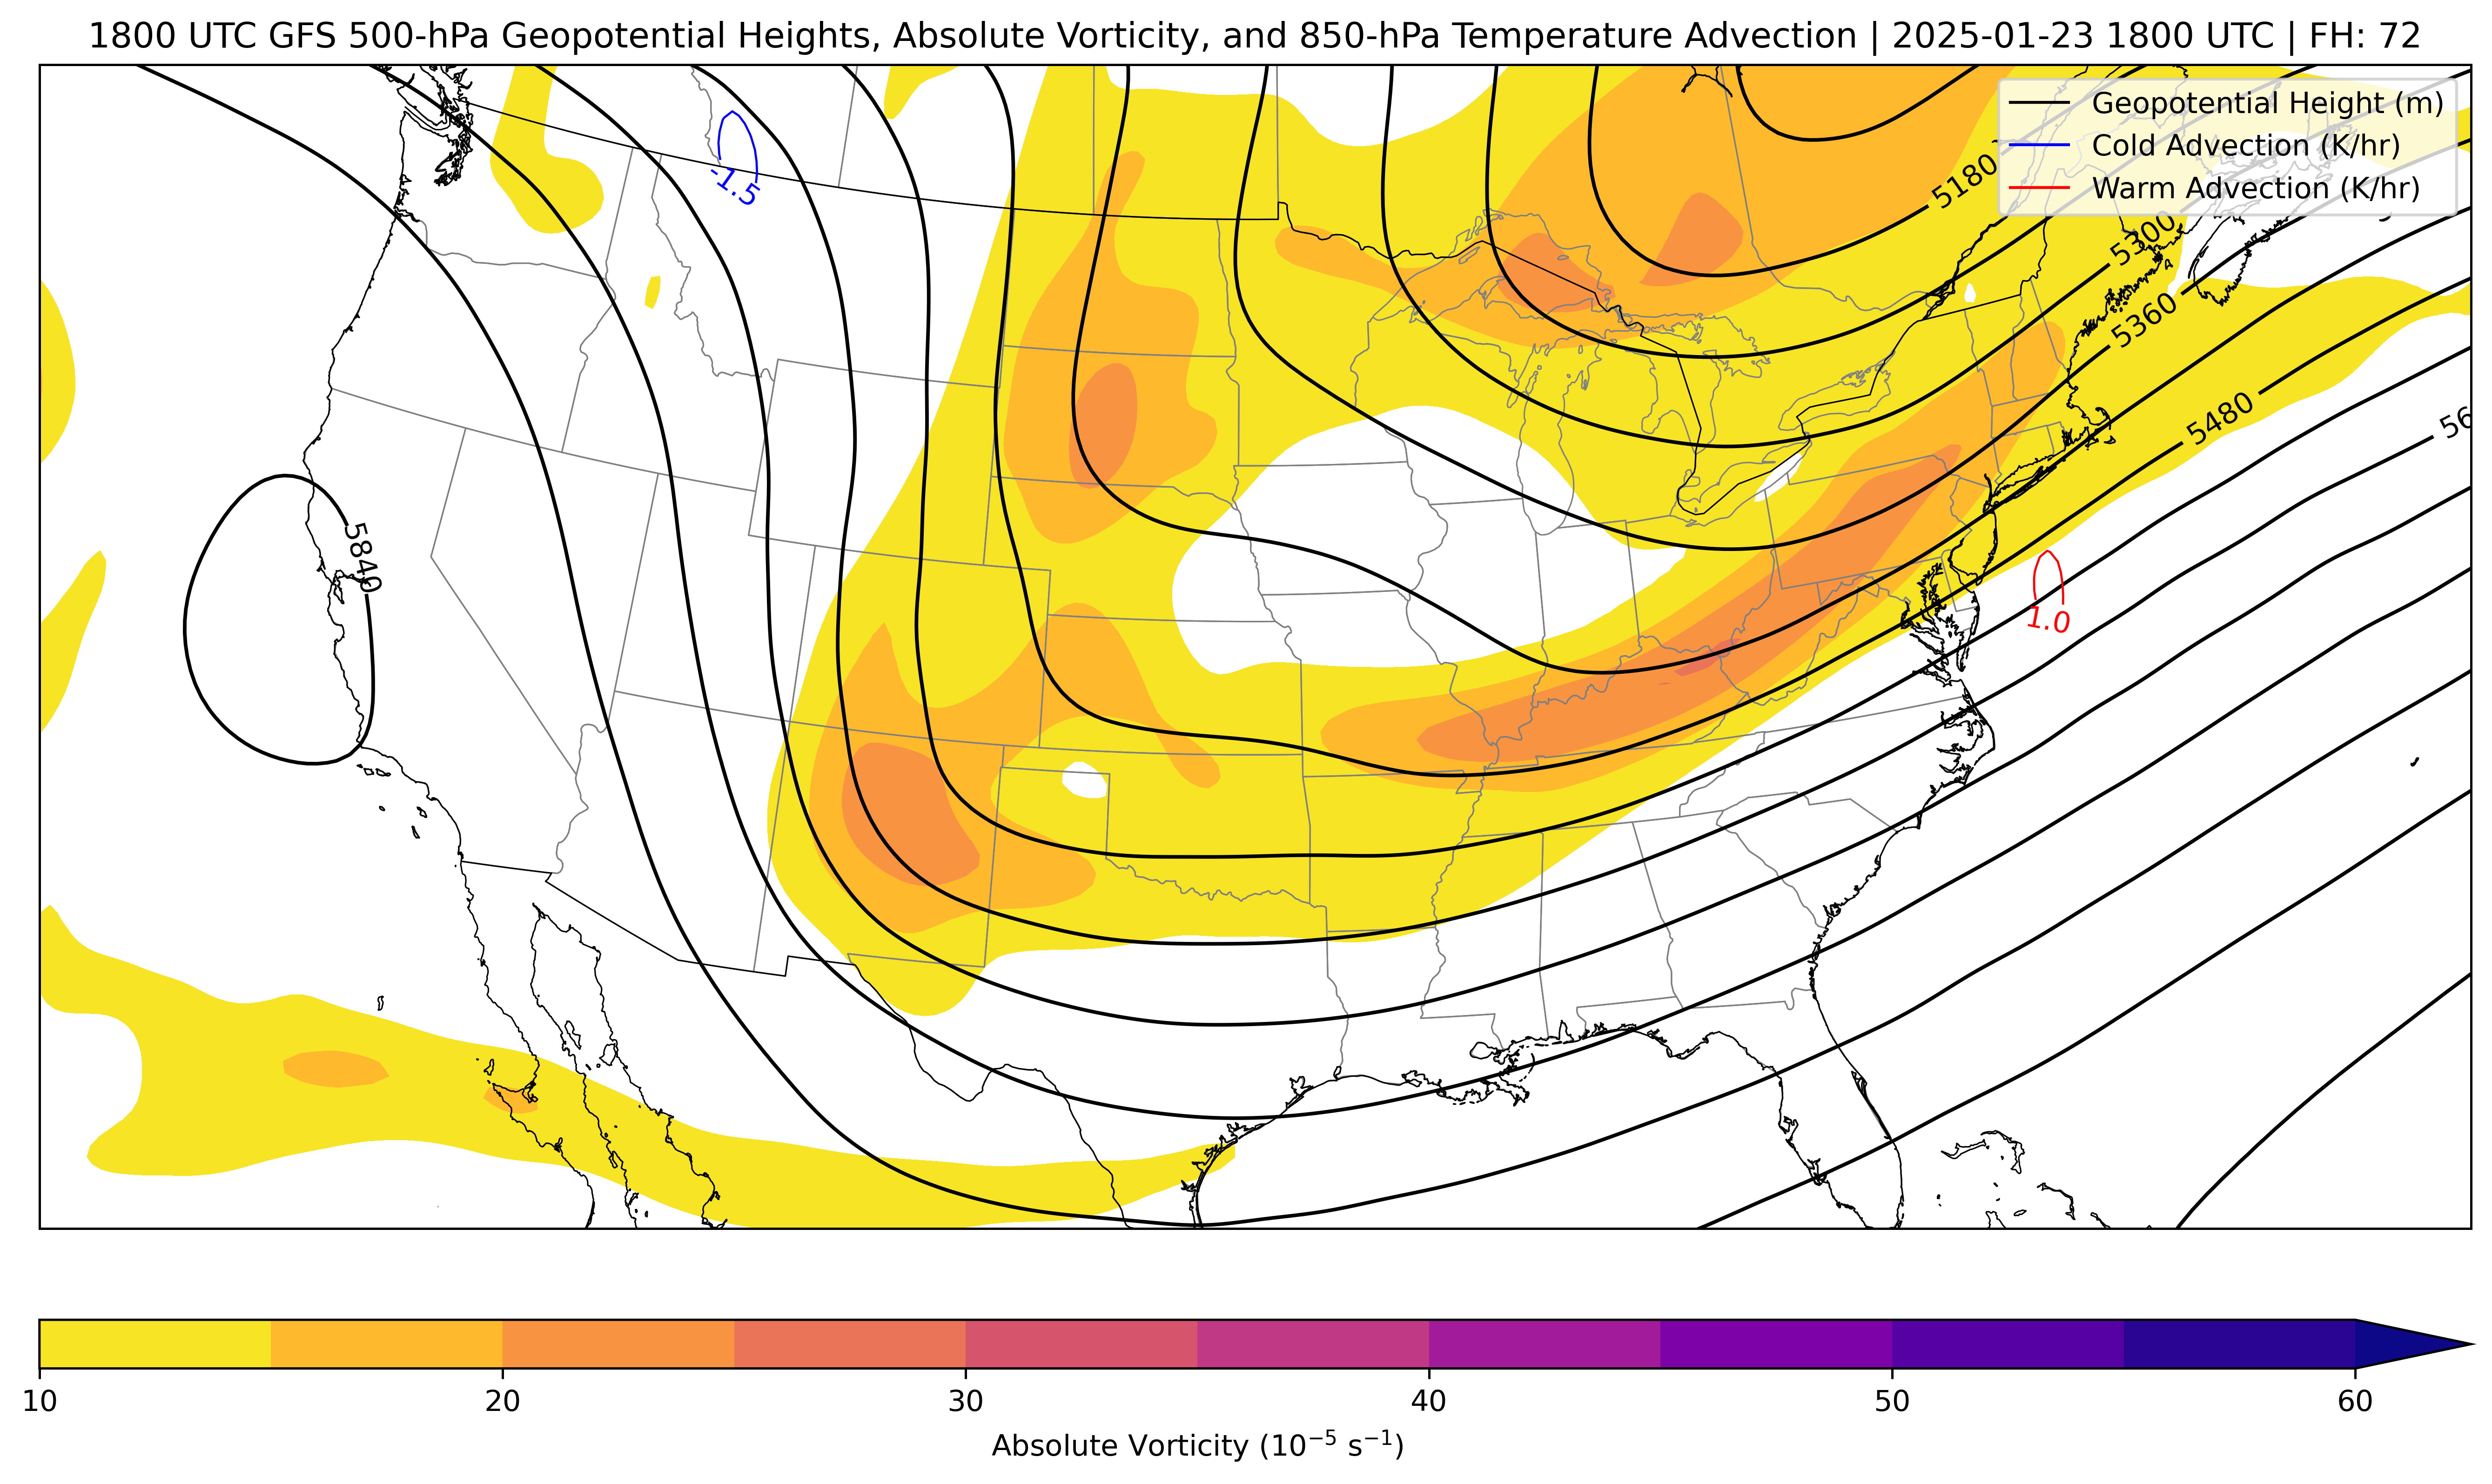 1800 UTC GFS 500-hPa Geopotential Heights, Absolute Vorticity, and 850-hPa Temperature Advection | 2025-01-23 1800 UTC | FH: 72
Geopotential Height (m)
Cold Advection (K/hr)
Warm Advection (K/hr)
-1.5
5180
5300
5360
5480
56
5840
1.0
10 20 30 40 50 60
Absolute Vorticity (10⁻⁵ s⁻¹)